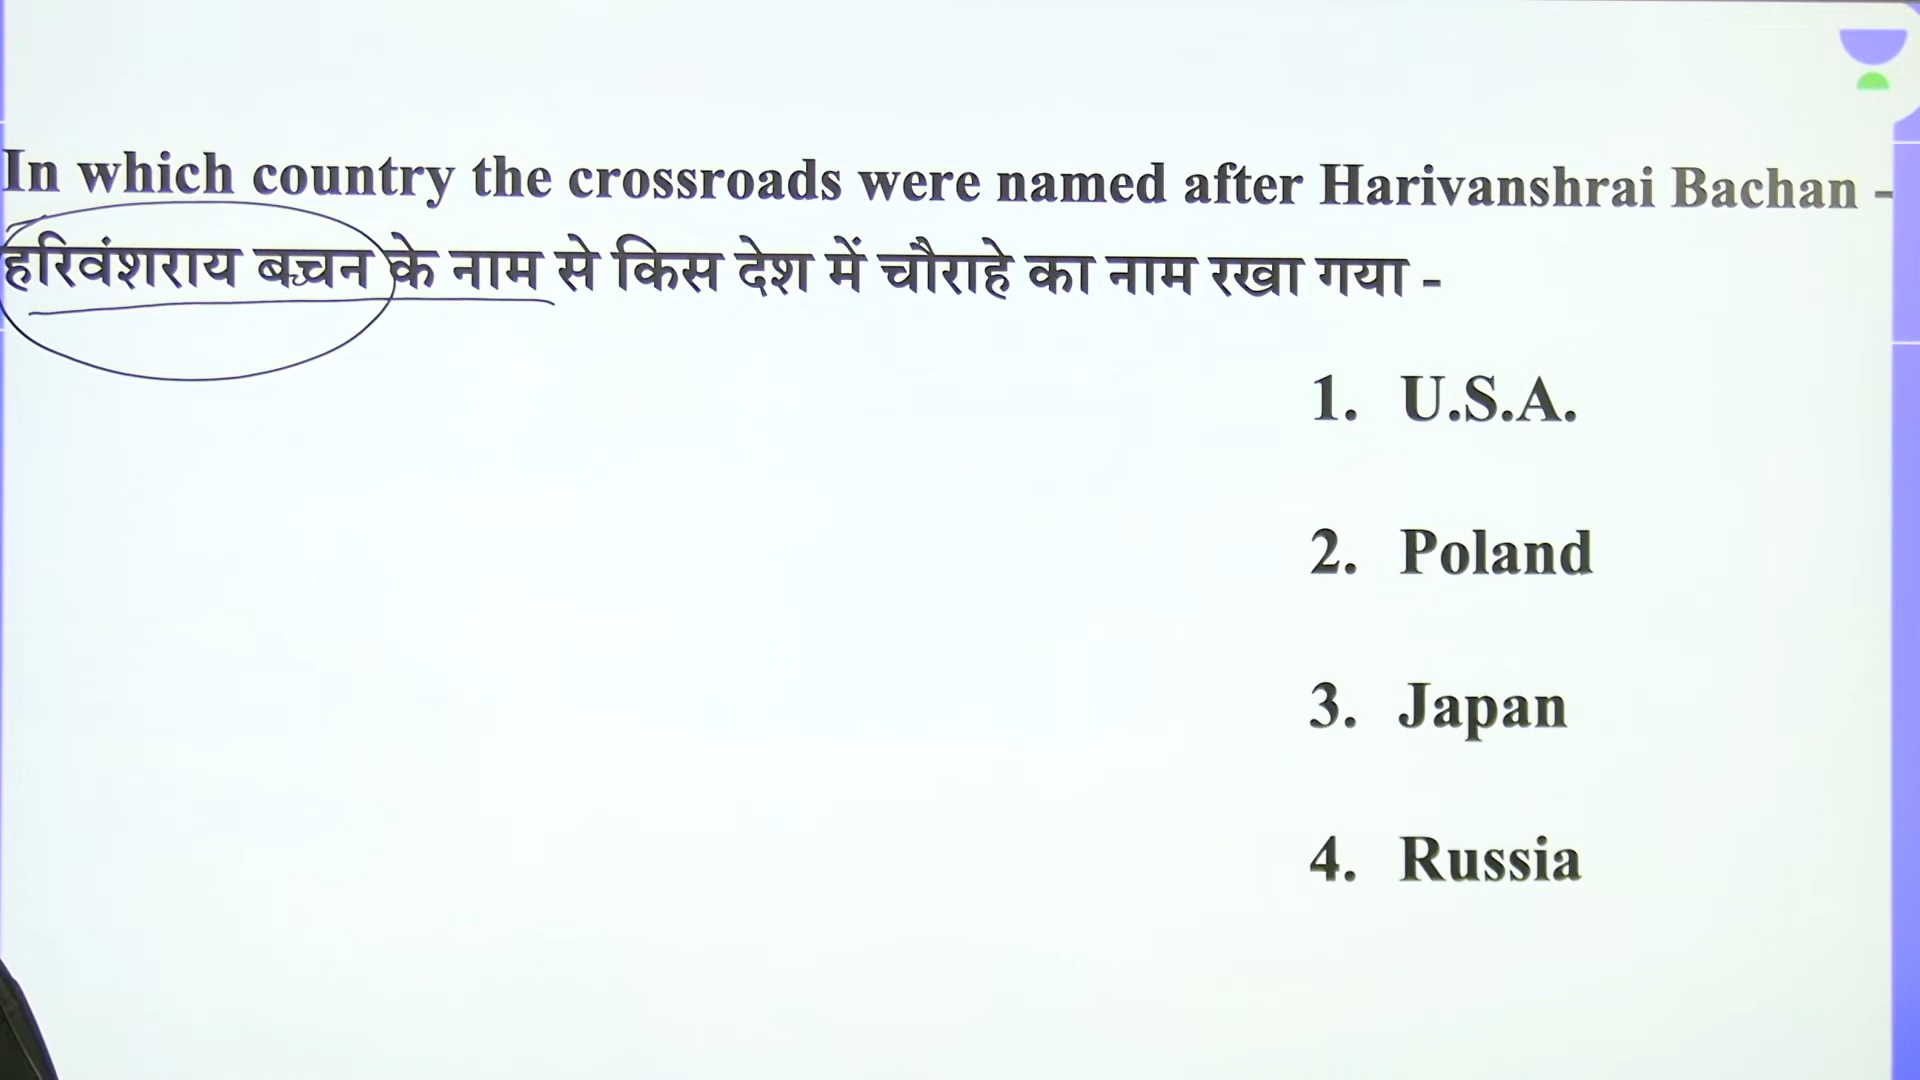 In which country the crossroads were named after Harivanshrai Bachan -
हरिवंशराय बच्चन के नाम से किस देश में चौराहे का नाम रखा गया -
1. U.S.A.
2. Poland
3. Japan
4. Russia